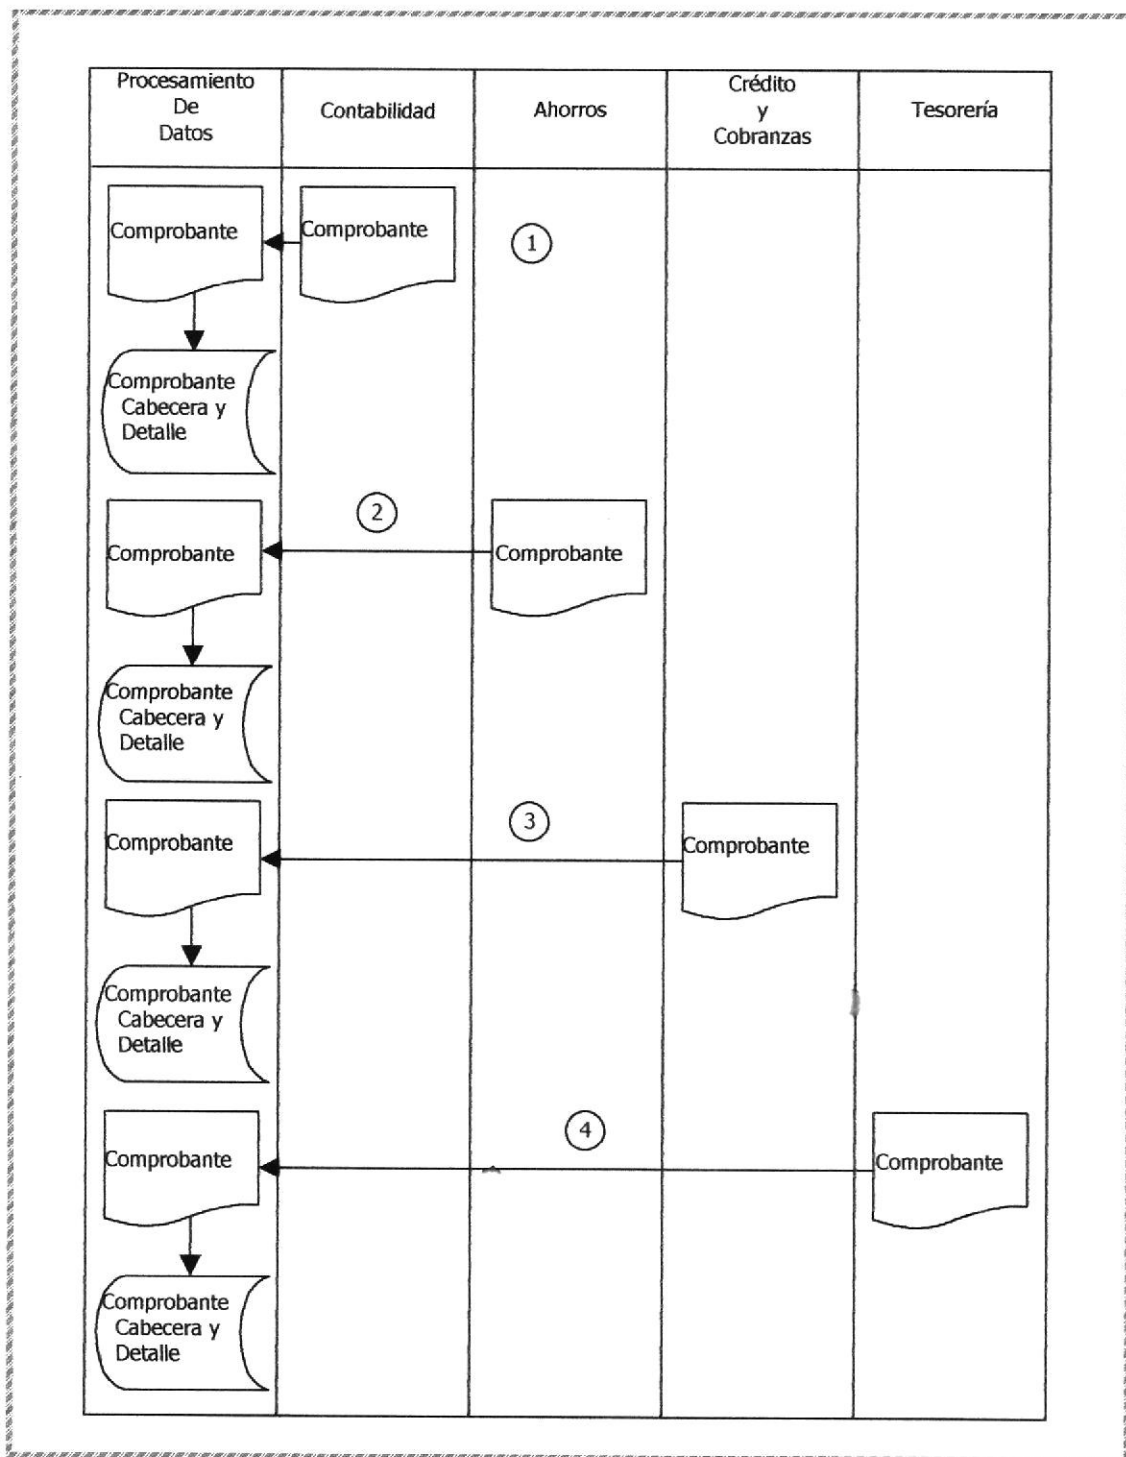 Procesamiento
De
Datos
Contabilidad
Ahorros
Crédito
y
Cobranzas
Tesorería
Comprobante
Comprobante
1
Comprobante
Cabecera y
Detalle
2
Comprobante
Comprobante
Comprobante
Cabecera y
Detalle
3
Comprobante
Comprobante
Comprobante
Cabecera y
Detalle
4
Comprobante
Comprobante
Comprobante
Cabecera y
Detalle